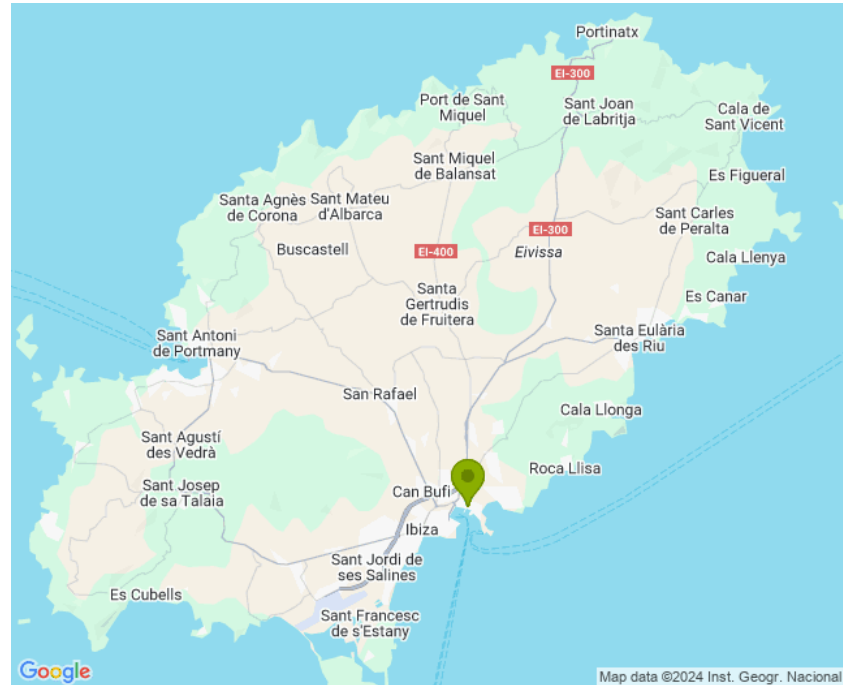 Portinatx
EI-300
Port de Sant
Miquel
Sant Joan
de Labritja
Cala de
Sant Vicent
Sant Miquel
de Balansat
Es Figueral
Santa Agnès
de Corona
Sant Mateu
d'Albarca
Sant Carles
de Peralta
EI-300
Buscastell
EI-400
Eivissa
Cala Llenya
Santa
Gertrudis
de Fruitera
Es Canar
Sant Antoni
de Portmany
Santa Eulària
des Riu
San Rafael
Cala Llonga
Sant Agustí
des Vedrà
Roca Llisa
Sant Josep
de sa Talaia
Can Bufí
Ibiza
Sant Jordi de
ses Salines
Es Cubells
Sant Francesc
de s'Estany
Google
Map data ©2024 Inst. Geogr. Nacional